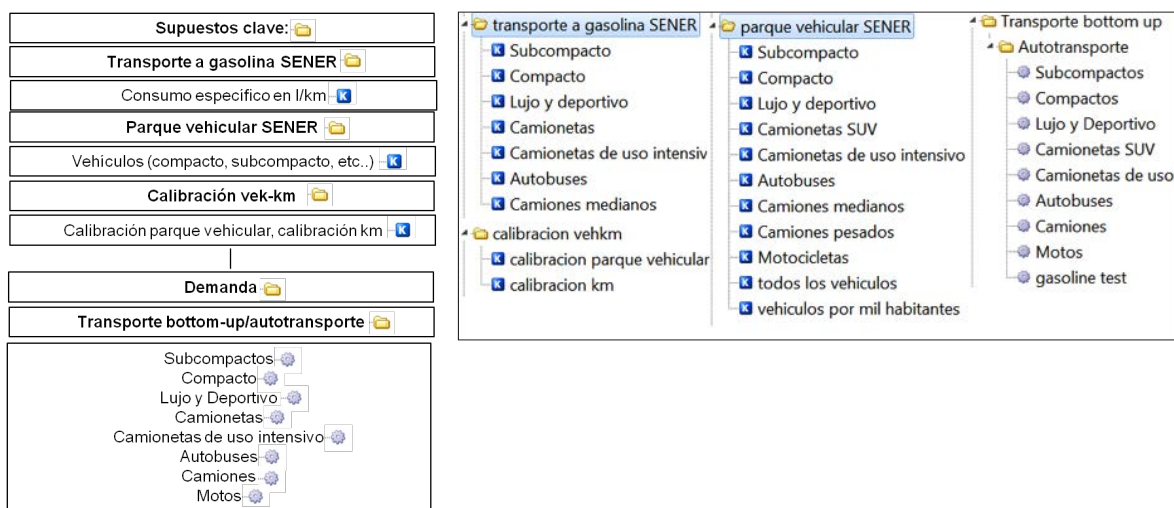 Supuestos clave:
Transporte a gasolina SENER
Consumo especifico en l/km
Parque vehicular SENER
Vehiculos (compacto, subcompacto, etc..)
Calibración vek-km
Calibración parque vehicular, calibración km
Demanda
Transporte bottom-up/autotransporte
Subcompactos
Compacto
Lujo y Deportivo
Camionetas
Camionetas de uso intensivo
Autobuses
Camiones
Motos
transporte a gasolina SENER
Subcompacto
Compacto
Lujo y deportivo
Camionetas
Camionetas de uso intensiv
Autobuses
Camiones medianos
calibracion vehkm
calibracion parque vehicular
calibracion km
parque vehicular SENER
Subcompacto
Compacto
Lujo y deportivo
Camionetas SUV
Camionetas de uso intensivo
Autobuses
Camiones medianos
Camiones pesados
Motocicletas
todos los vehiculos
vehiculos por mil habitantes
Transporte bottom up
Autotransporte
Subcompactos
Compactos
Lujo y Deportivo
Camionetas SUV
Camionetas de uso
Autobuses
Camiones
Motos
gasoline test